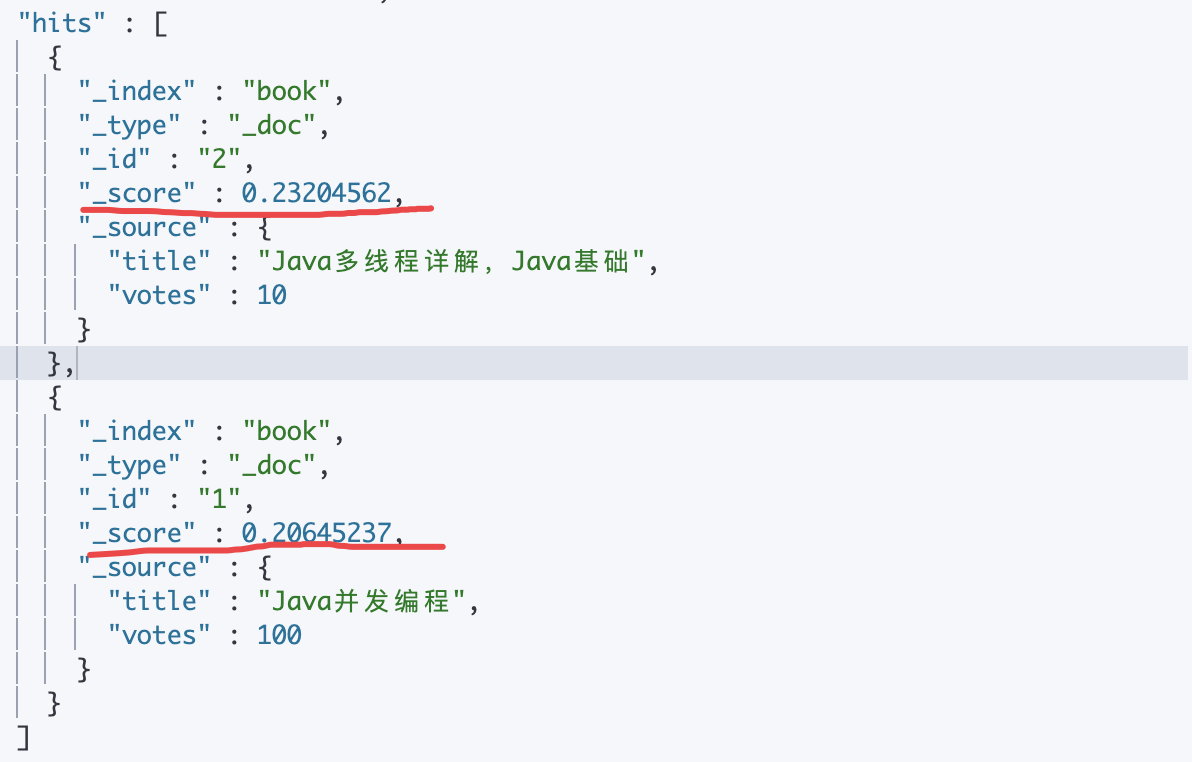 "hits" : [
{
"_index" : "book",
"_type" : "_doc",
"_id" : "2",
"_score" : 0.23204562,
"_source" : {
"title" : "Java多线程详解，Java基础",
"votes" : 10
}
},
{
"_index" : "book",
"_type" : "_doc",
"_id" : "1",
"_score" : 0.20645237,
"_source" : {
"title" : "Java并发编程",
"votes" : 100
}
}
]